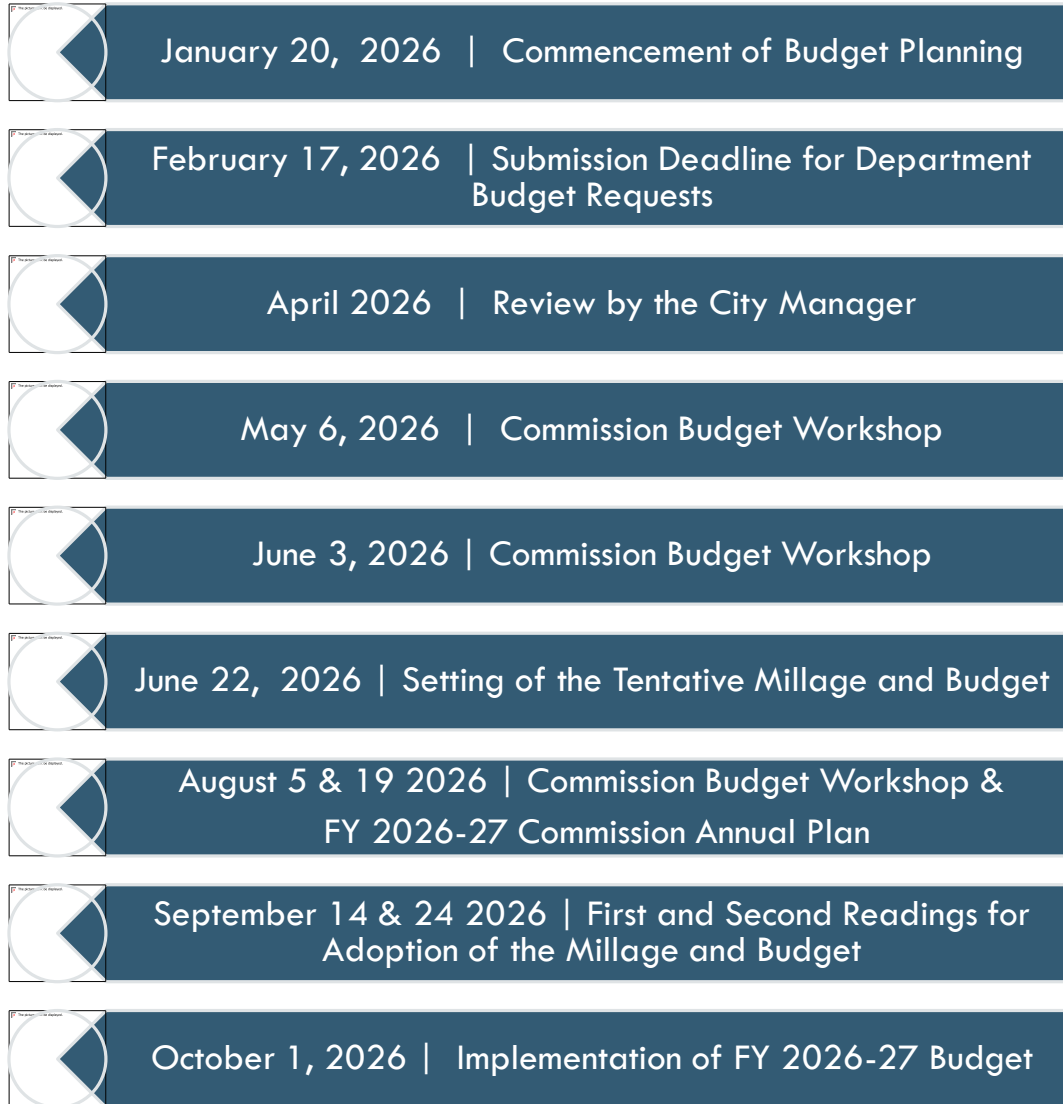 January 20,  2026  |  Commencement of Budget Planning
February 17, 2026  | Submission Deadline for Department
Budget Requests
April 2026  |  Review by the City Manager
May 6, 2026  |  Commission Budget Workshop
June 3, 2026 | Commission Budget Workshop
June 22,  2026 | Setting of the Tentative Millage and Budget
August 5 & 19 2026 | Commission Budget Workshop &
FY 2026-27 Commission Annual Plan
September 14 & 24 2026 | First and Second Readings for
Adoption of the Millage and Budget
October 1, 2026 |  Implementation of FY 2026-27 Budget